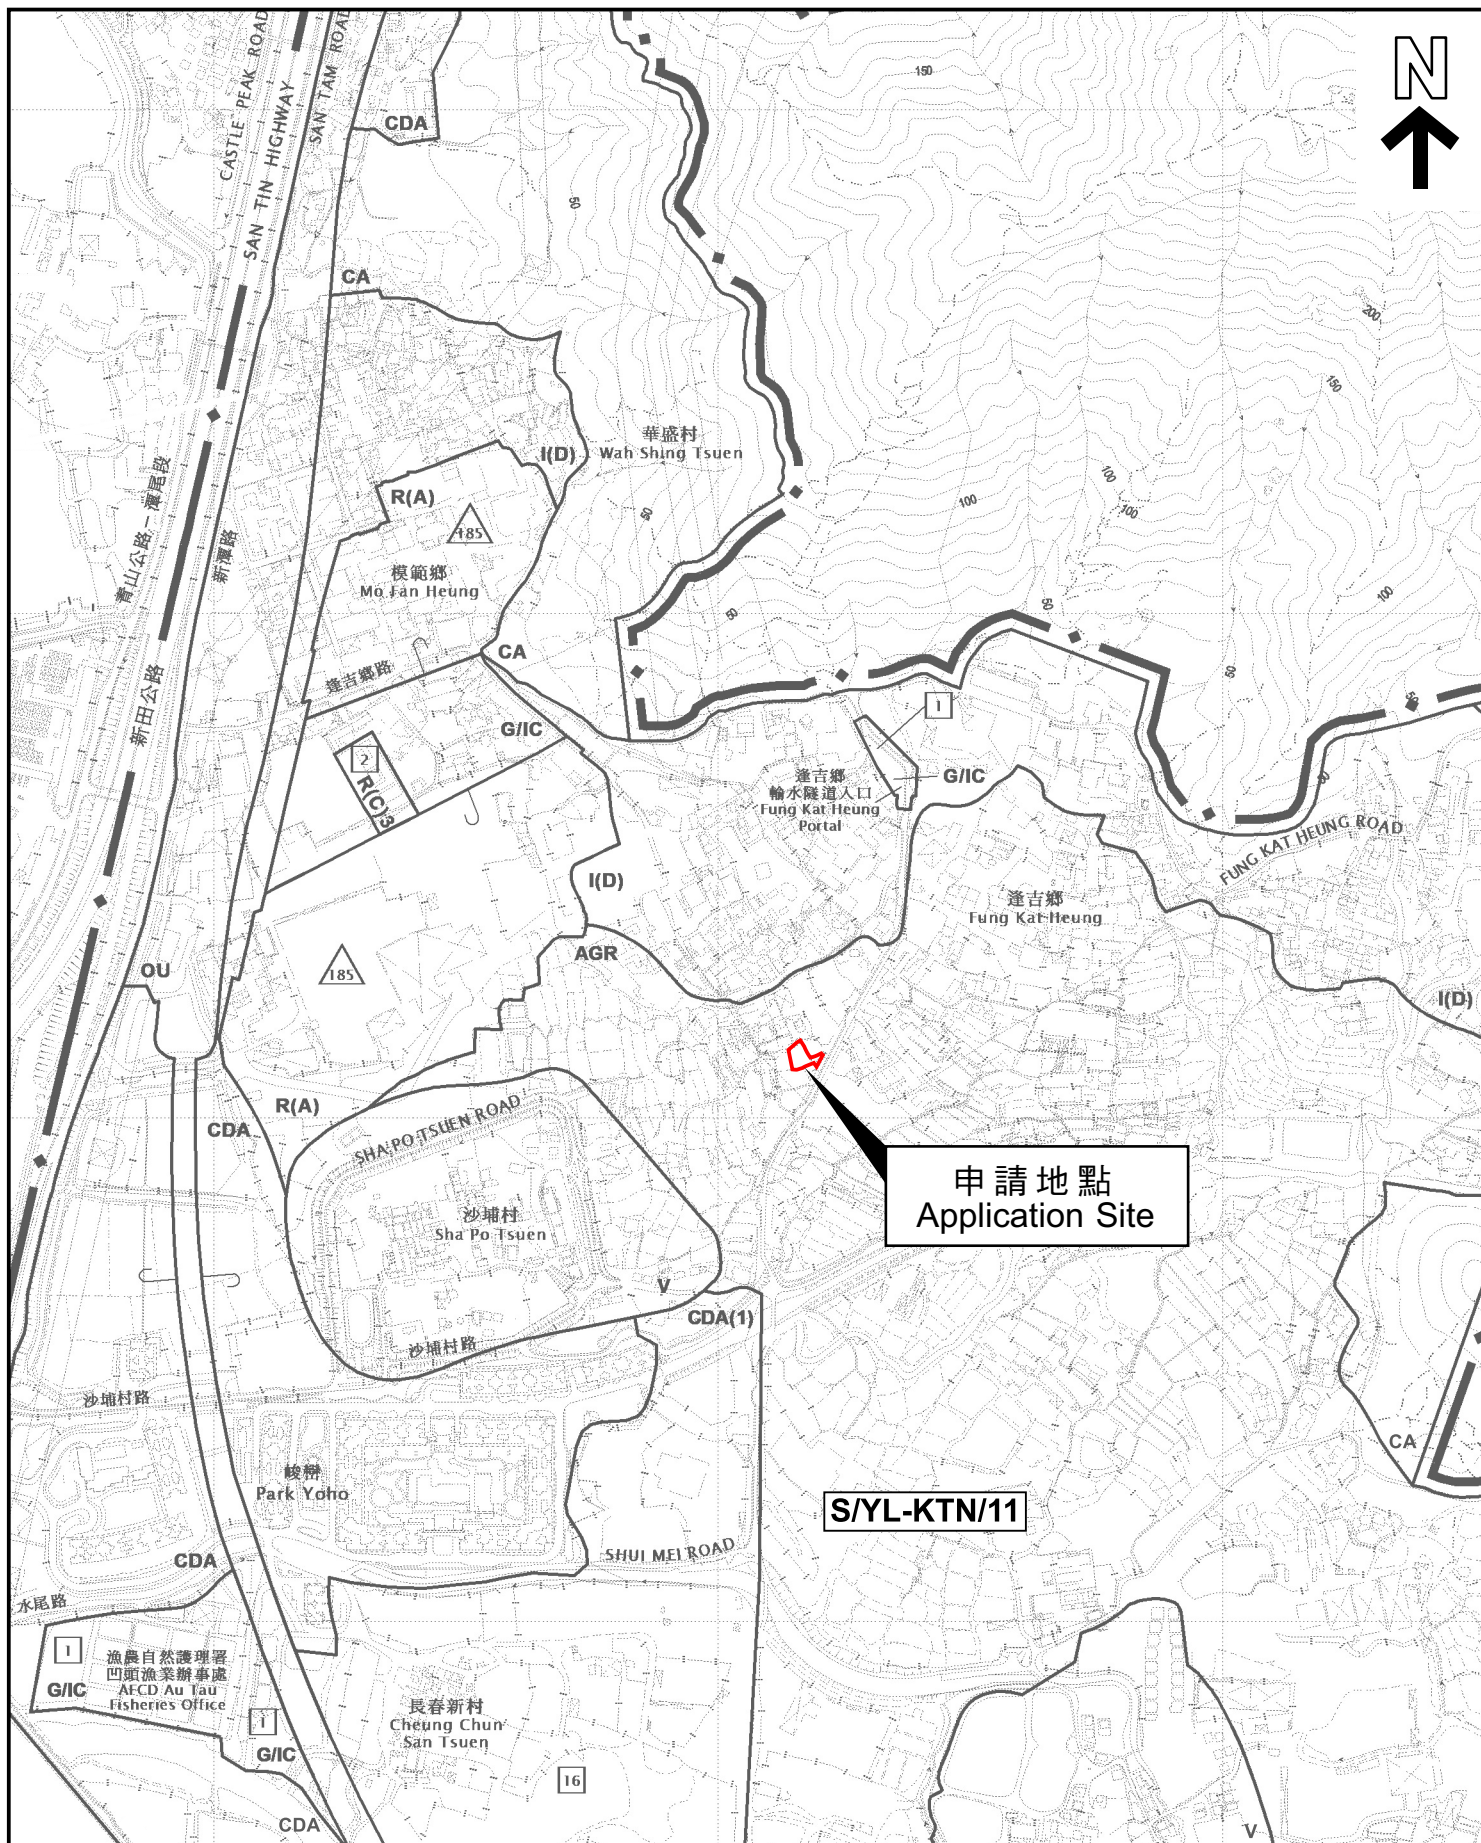 CASTLE PEAK ROAD
SAN TIN HIGHWAY
SAN TAM ROAD
CDA
150
N
50
CA
200
150
華盛村
Wah Shing Tsuen
I(D)
R(A)
185
100
100
100
50
青山公路－潭尾段
新潭路
模範鄉
Mo Fan Heung
50
50
100
CA
逢吉鄉路
50
50
新田公路
G/IC
1
2
R(C)3
逢吉鄉
輸水隧道入口
Fung Kat Heung
Portal
G/IC
50
FUNG KAT HEUNG ROAD
I(D)
逢吉鄉
Fung Kat Heung
AGR
OU
185
I(D)
R(A)
CDA
SHA PO TSUEN ROAD
申請地點
Application Site
沙埔村
Sha Po Tsuen
V
CDA(1)
沙埔村路
沙埔村路
CA
峻巒
Park Yoho
S/YL-KTN/11
SHUI MEI ROAD
CDA
水尾路
1
漁農自然護理署
凹頭漁業辦事處
AFCD Au Tau
Fisheries Office
G/IC
1
G/IC
長春新村
Cheung Chun
San Tsuen
16
CDA
V